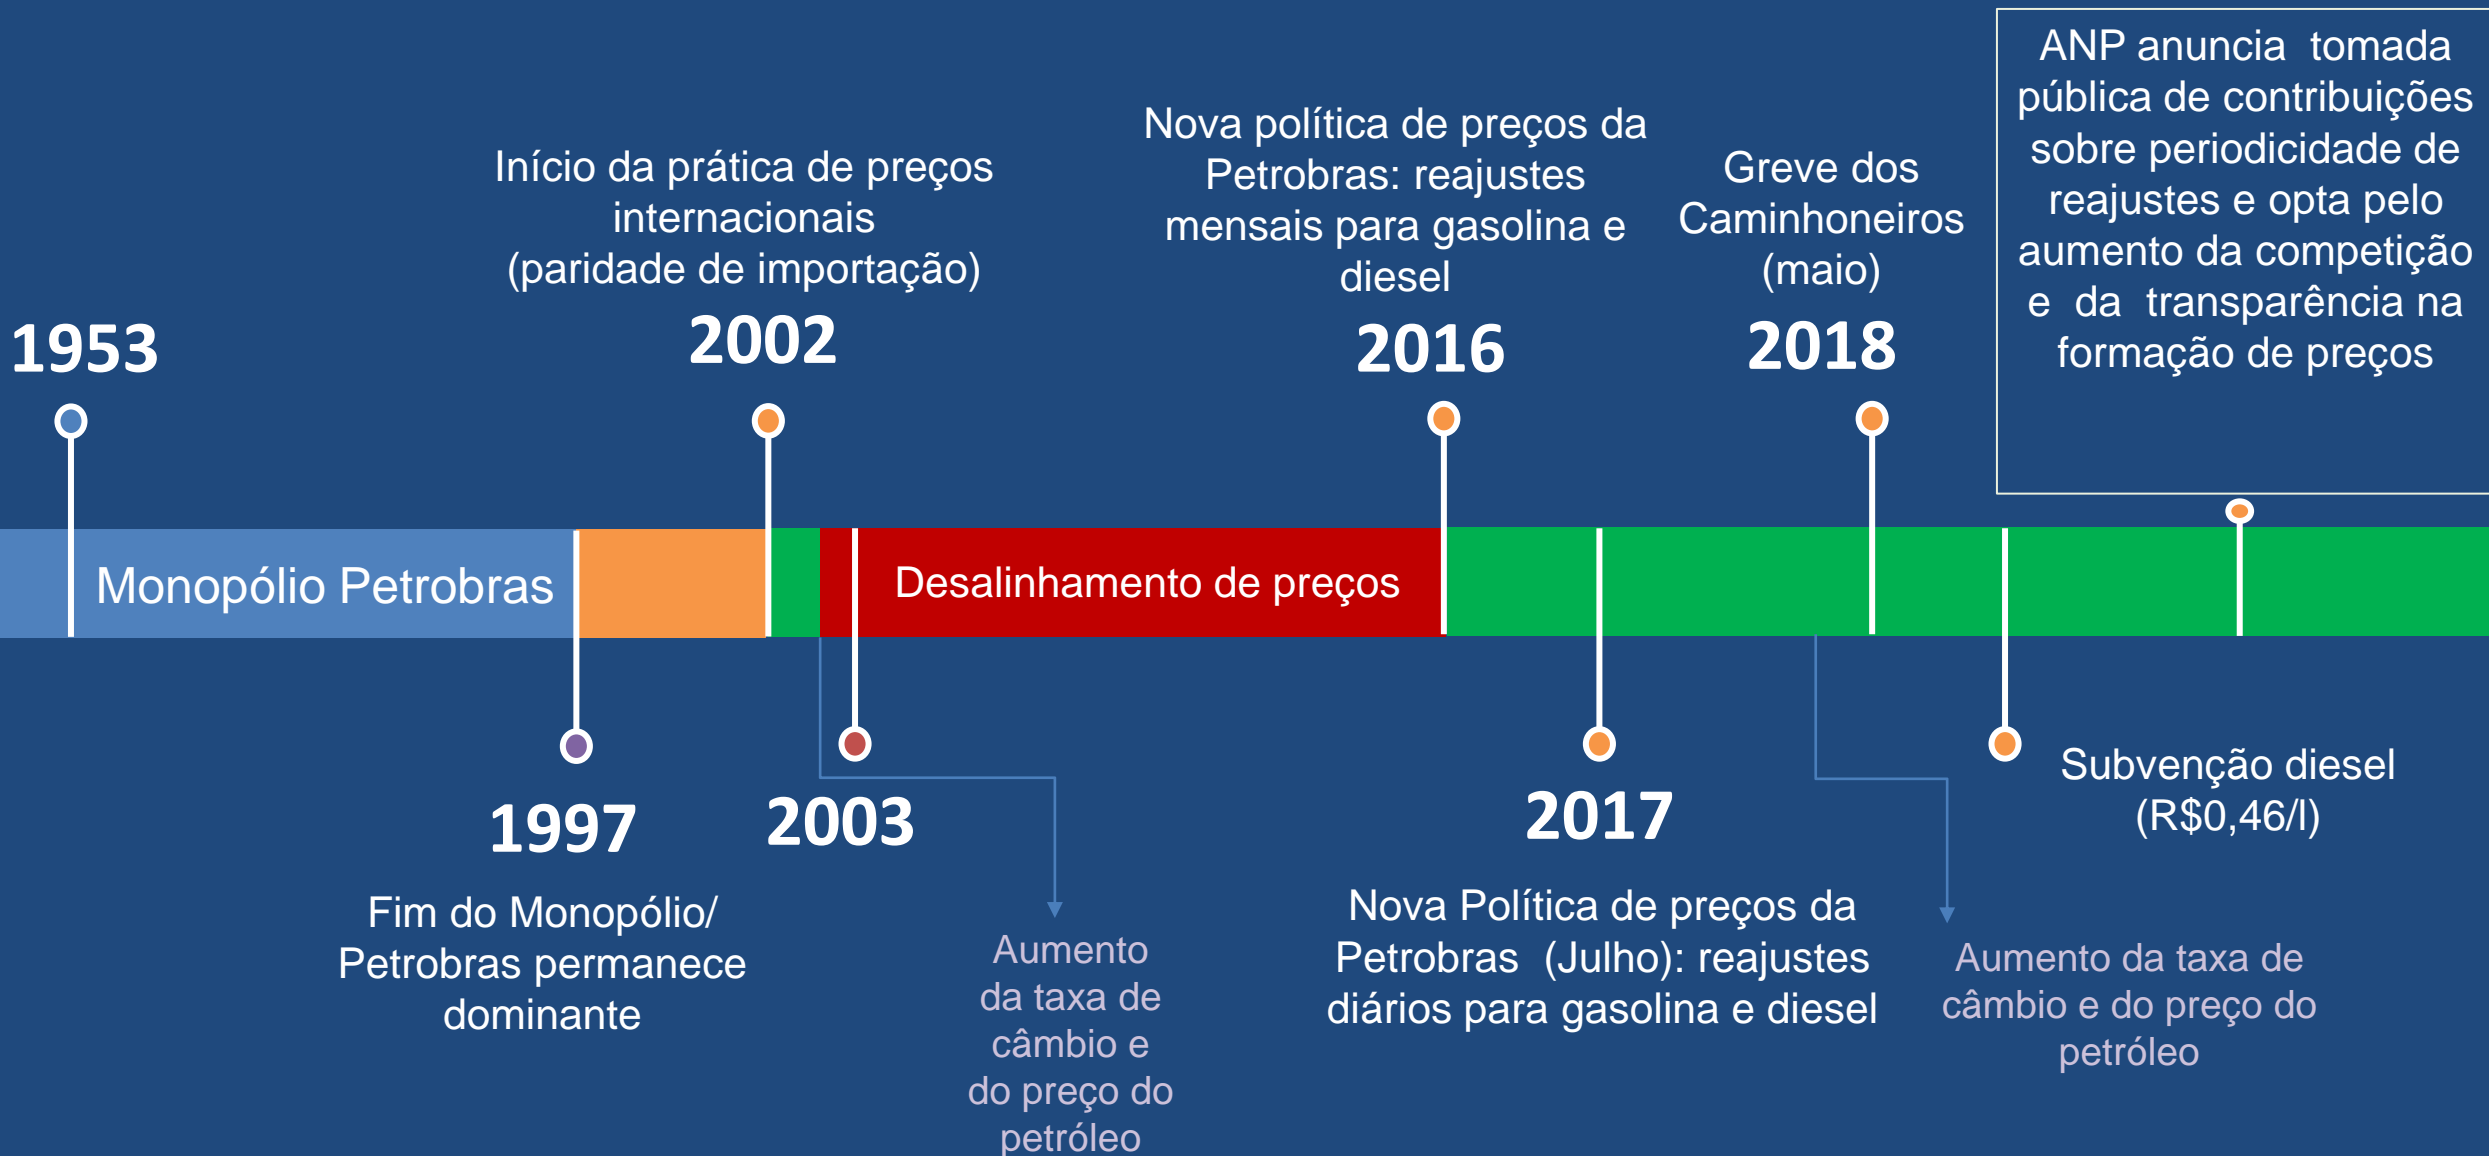 1953
Início da prática de preços
internacionais
(paridade de importação)
2002
Nova política de preços da
Petrobras: reajustes
mensais para gasolina e
diesel
2016
Greve dos
Caminhoneiros
(maio)
2018
ANP anuncia tomada
pública de contribuições
sobre periodicidade de
reajustes e opta pelo
aumento da competição
e da transparência na
formação de preços
Monopólio Petrobras
Desalinhamento de preços
1997
Fim do Monopólio/
Petrobras permanece
dominante
2003
Aumento
da taxa de
câmbio e
do preço do
petróleo
2017
Nova Política de preços da
Petrobras (Julho): reajustes
diários para gasolina e diesel
Aumento da taxa de
câmbio e do preço do
petróleo
Subvenção diesel
(R$0,46/l)